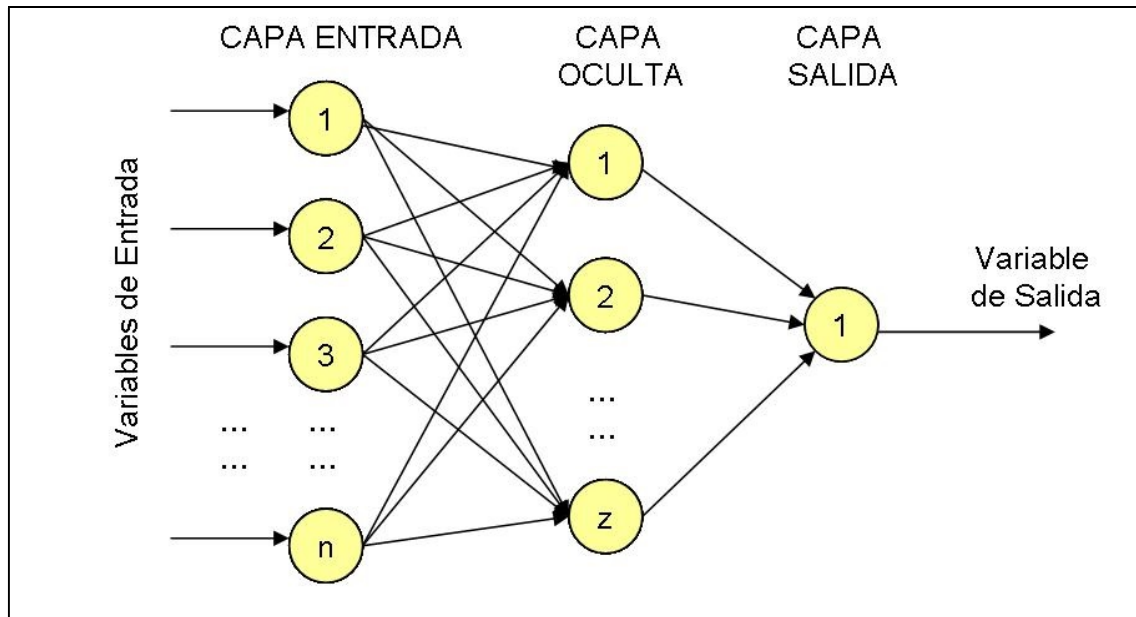 CAPA ENTRADA
CAPA
OCULTA
CAPA
SALIDA
Variables de Entrada
1
2
3
... ...
... ...
n
1
2
...
...
z
1
Variable
de Salida